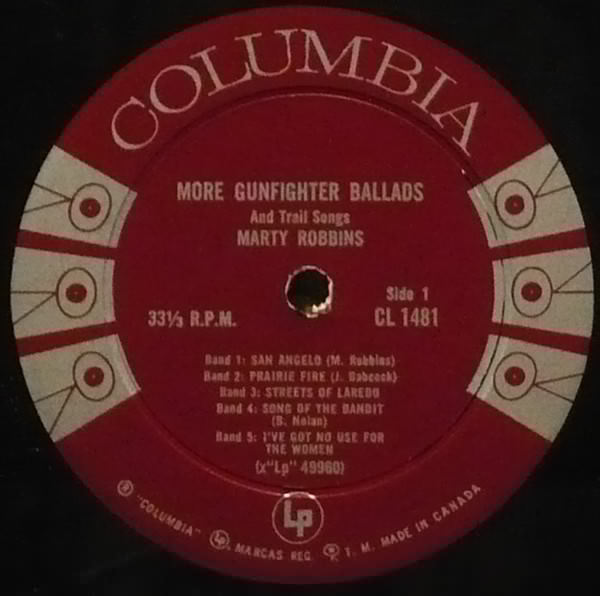 COLUMBIA
MORE GUNFIGHTER BALLADS
And Trail Songs
MARTY ROBBINS
Side 1
33⅓ R.P.M.
CL 1481
Band 1: SAN ANGELO (M. Robbins)
Band 2: PRAIRIE FIRE (J. Babcock)
Band 3: STREETS OF LAREDO
Band 4: SONG OF THE BANDIT
(B. Nolan)
Band 5: I'VE GOT NO USE FOR
THE WOMEN
(x"Lp" 49960)
Lp
® "COLUMBIA" Lp MARCAS REG. T. M. MADE IN CANADA